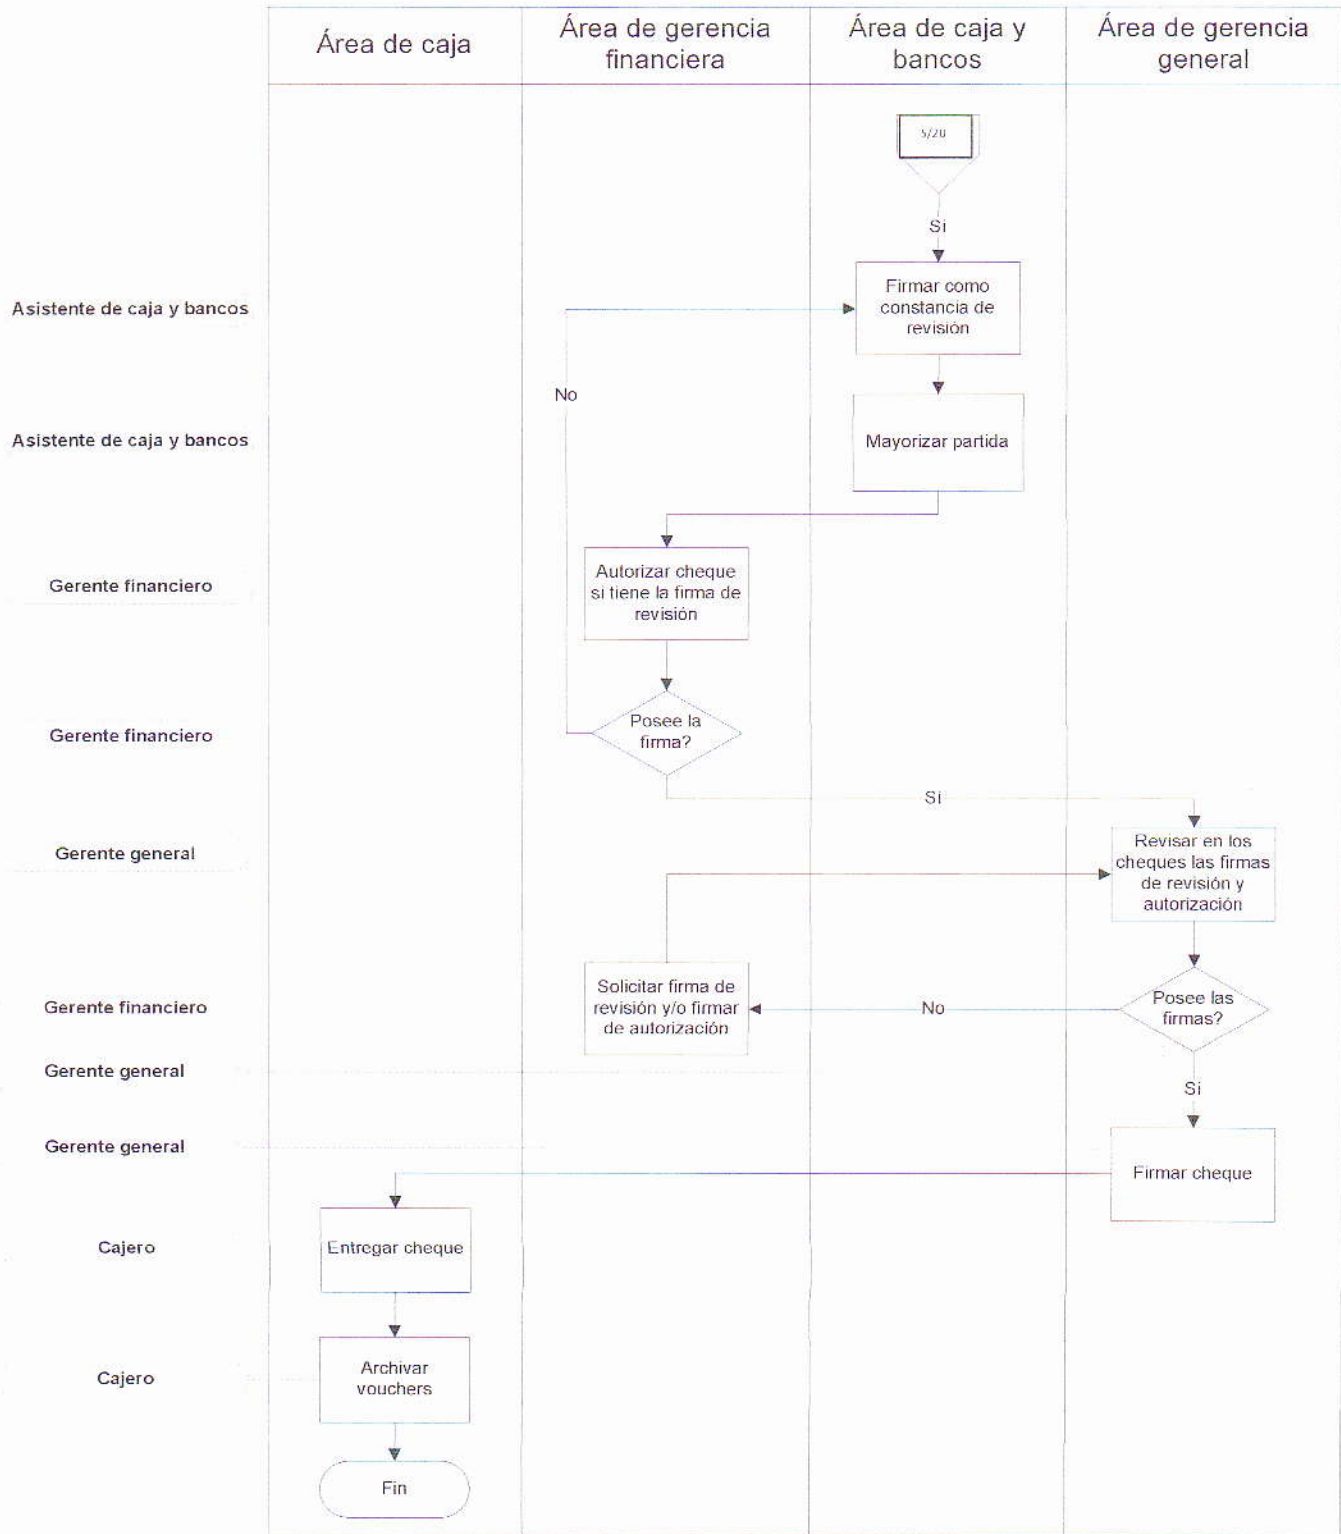 Área de caja
Área de gerencia
financiera
Área de caja y
bancos
Área de gerencia
general
5/20
Si
Asistente de caja y bancos
Firmar como
constancia de
revisión
No
Asistente de caja y bancos
Mayorizar partida
Gerente financiero
Autorizar cheque
si tiene la firma de
revisión
Gerente financiero
Posee la
firma?
Si
Gerente general
Revisar en los
cheques las firmas
de revisión y
autorización
Gerente financiero
Solicitar firma de
revisión y/o firmar
de autorización
No
Posee las
firmas?
Gerente general
Si
Gerente general
Firmar cheque
Cajero
Entregar cheque
Cajero
Archivar
vouchers
Fin